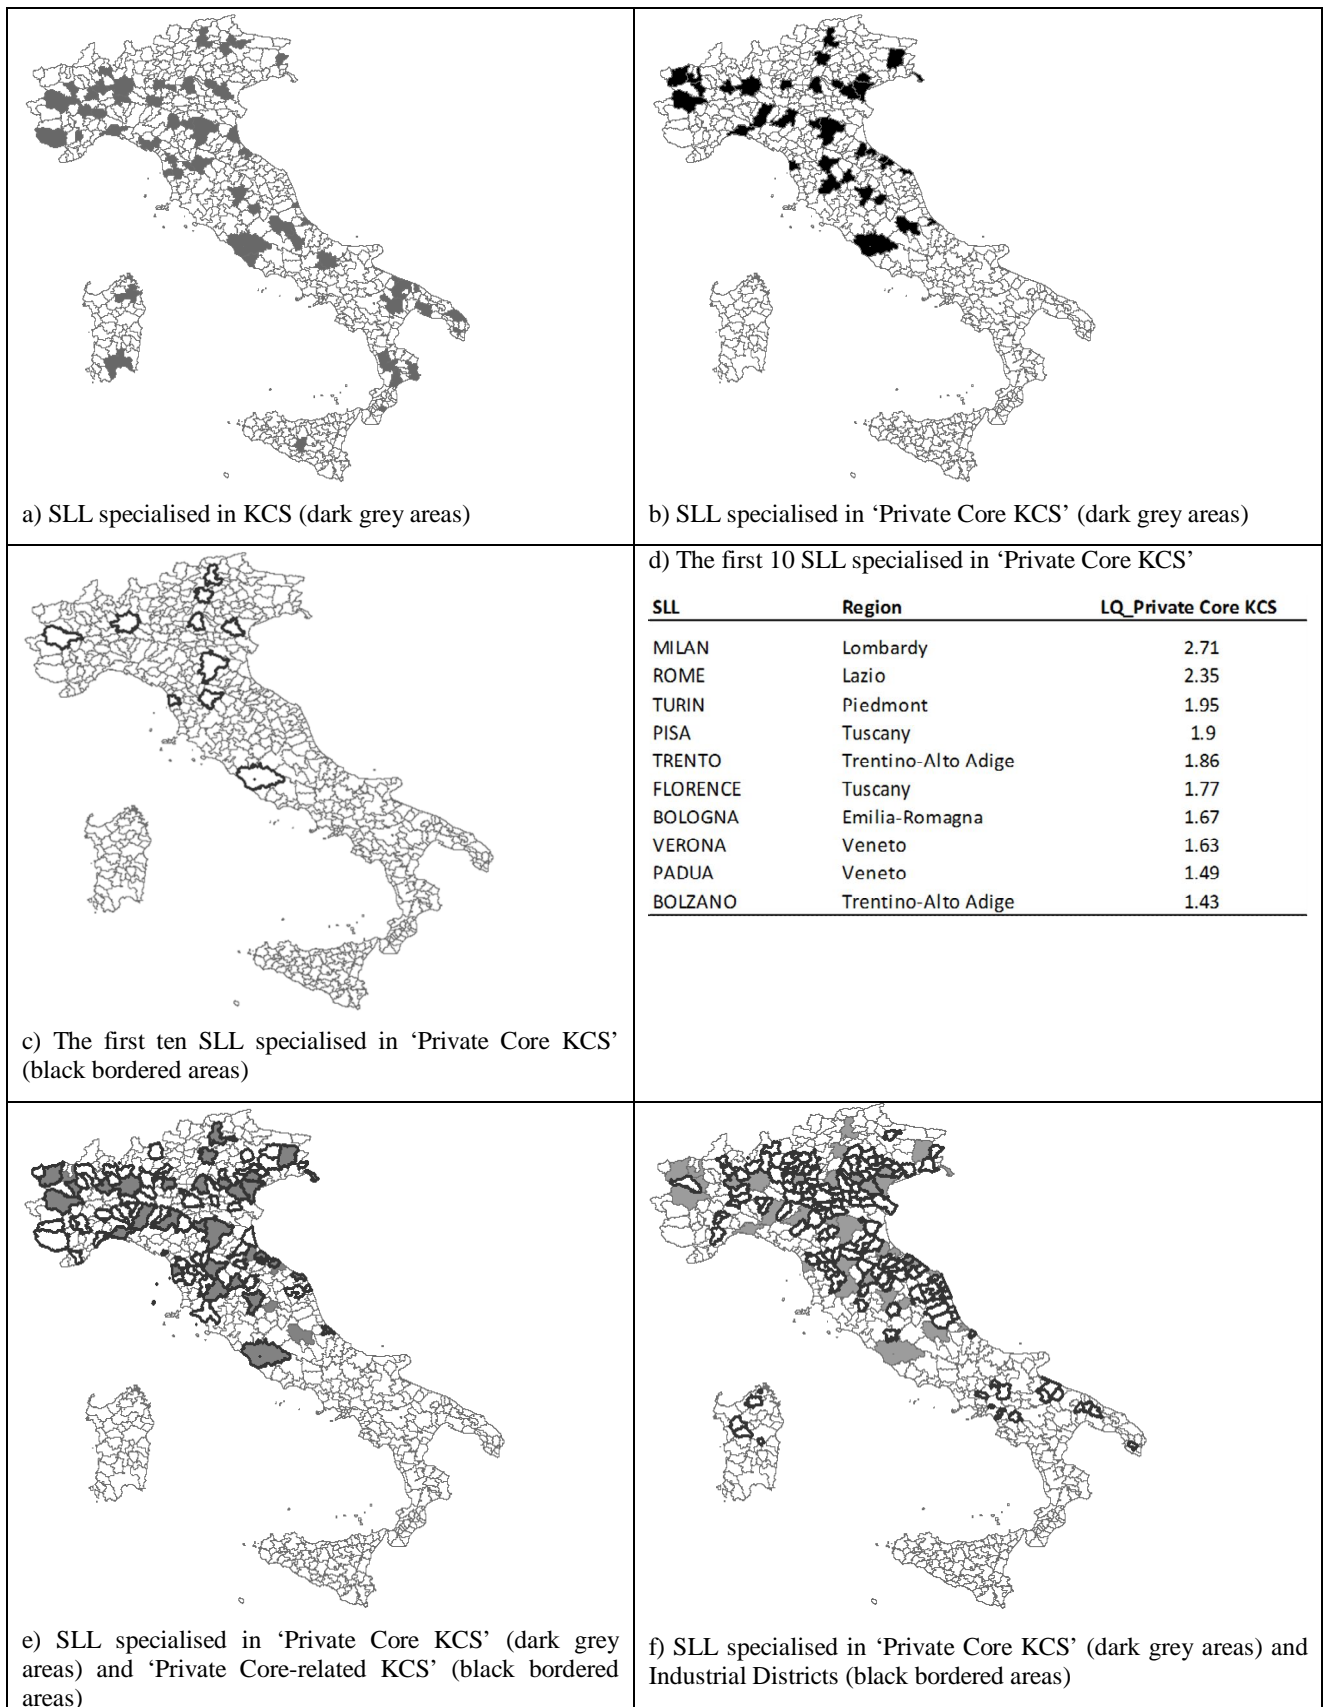 a) SLL specialised in KCS (dark grey areas)
b) SLL specialised in ‘Private Core KCS’ (dark grey areas)
c) The first ten SLL specialised in ‘Private Core KCS’
(black bordered areas)
d) The first 10 SLL specialised in ‘Private Core KCS’
SLL Region LQ_Private Core KCS
MILAN Lombardy 2.71
ROME Lazio 2.35
TURIN Piedmont 1.95
PISA Tuscany 1.9
TRENTO Trentino-Alto Adige 1.86
FLORENCE Tuscany 1.77
BOLOGNA Emilia-Romagna 1.67
VERONA Veneto 1.63
PADUA Veneto 1.49
BOLZANO Trentino-Alto Adige 1.43
e) SLL specialised in ‘Private Core KCS’ (dark grey
areas) and ‘Private Core-related KCS’ (black bordered
areas)
f) SLL specialised in ‘Private Core KCS’ (dark grey areas) and
Industrial Districts (black bordered areas)